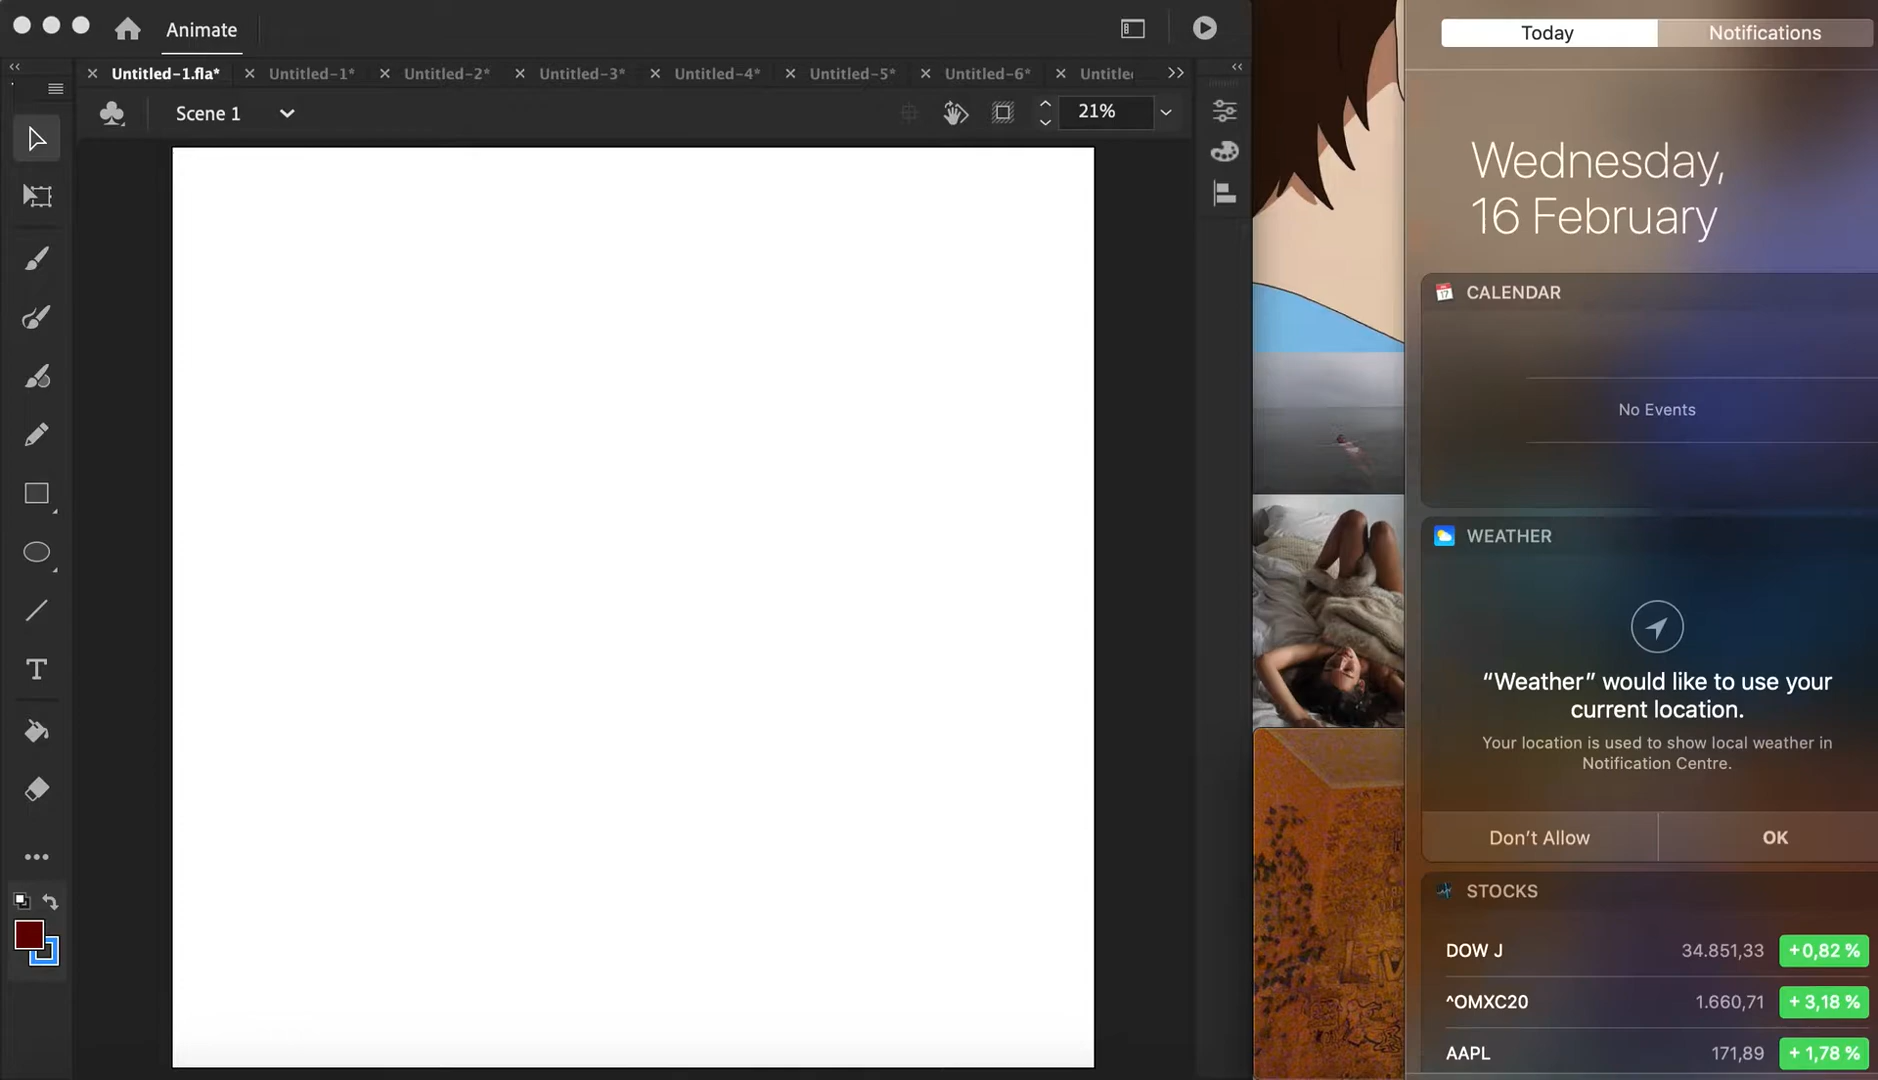 Animate
Untitled-1.fla*
Untitled-1*
Untitled-2*
Untitled-3*
Untitled-4*
Untitled-5*
Untitled-6*
Scene 1
21%
Today
Notifications
Wednesday,
16 February
CALENDAR
No Events
WEATHER
“Weather” would like to use your
current location.
Your location is used to show local weather in
Notification Centre.
Don’t Allow
OK
STOCKS
DOW J 34.851,33 +0,82 %
^OMXC20 1.660,71 + 3,18 %
AAPL 171,89 + 1,78 %